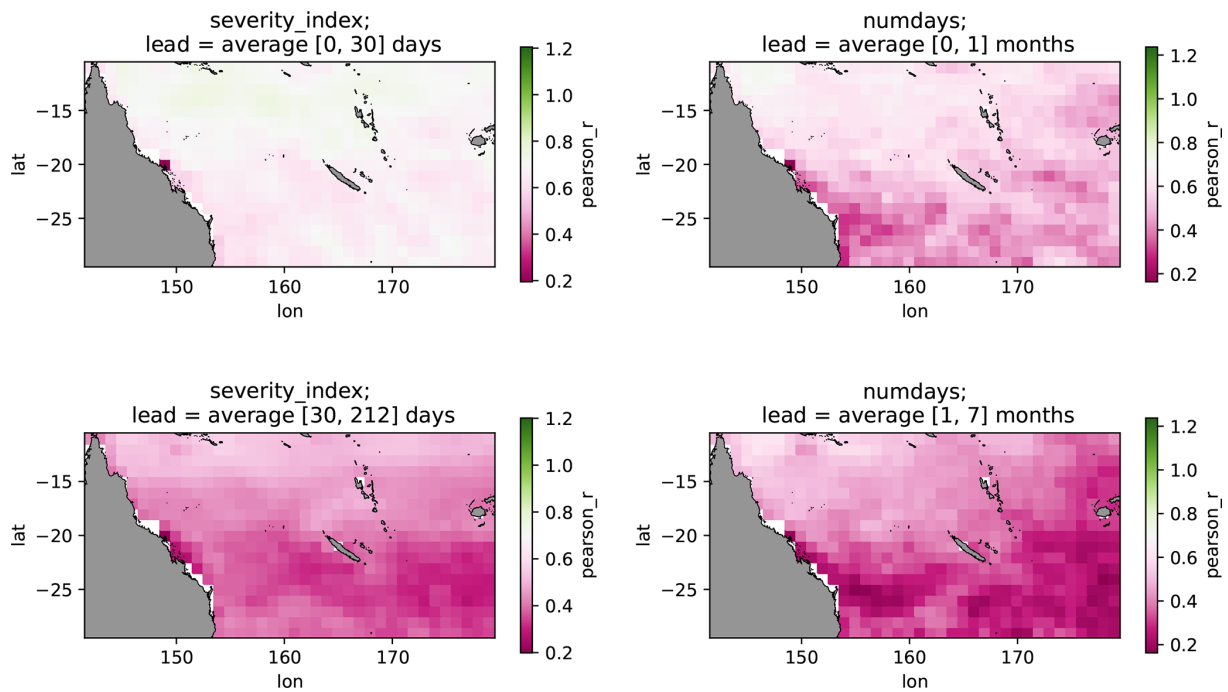 severity_index;
lead = average [0, 30] days
1.2
1.0
0.8
0.6
0.4
0.2
pearson_r
−15
−20
−25
lat
150
160
170
lon
numdays;
lead = average [0, 1] months
1.2
1.0
0.8
0.6
0.4
0.2
pearson_r
−15
−20
−25
lat
150
160
170
lon
severity_index;
lead = average [30, 212] days
1.2
1.0
0.8
0.6
0.4
0.2
pearson_r
−15
−20
−25
lat
150
160
170
lon
numdays;
lead = average [1, 7] months
1.2
1.0
0.8
0.6
0.4
0.2
pearson_r
−15
−20
−25
lat
150
160
170
lon